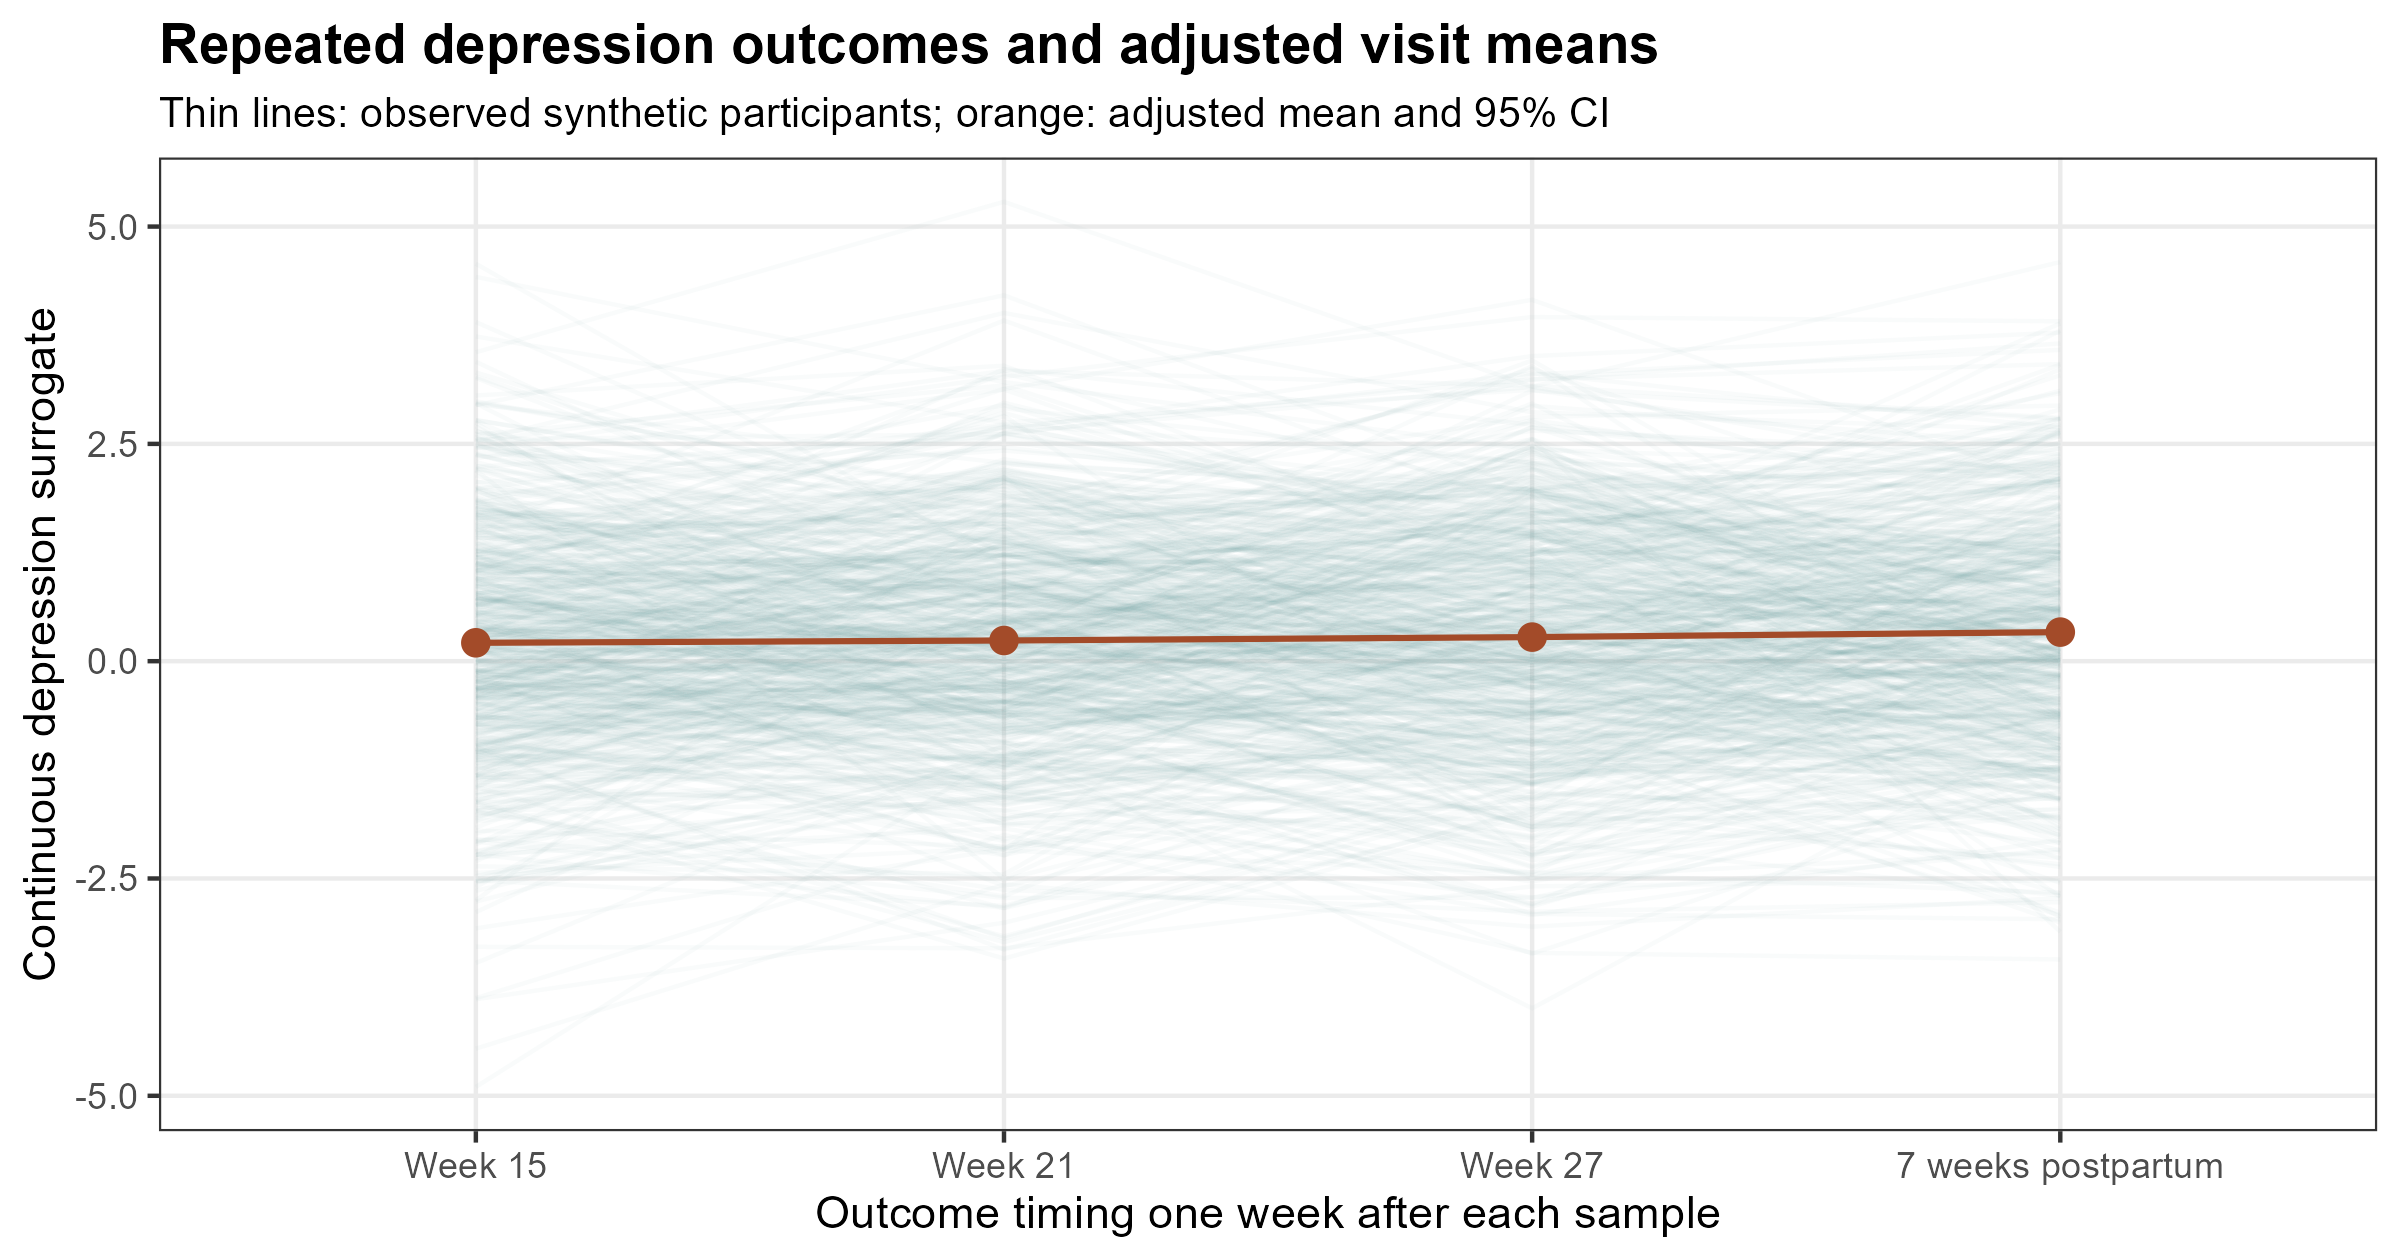 Repeated depression outcomes and adjusted visit means
Thin lines: observed synthetic participants; orange: adjusted mean and 95% CI
Continuous depression surrogate
5.0
2.5
0.0
-2.5
-5.0
Week 15
Week 21
Week 27
7 weeks postpartum
Outcome timing one week after each sample